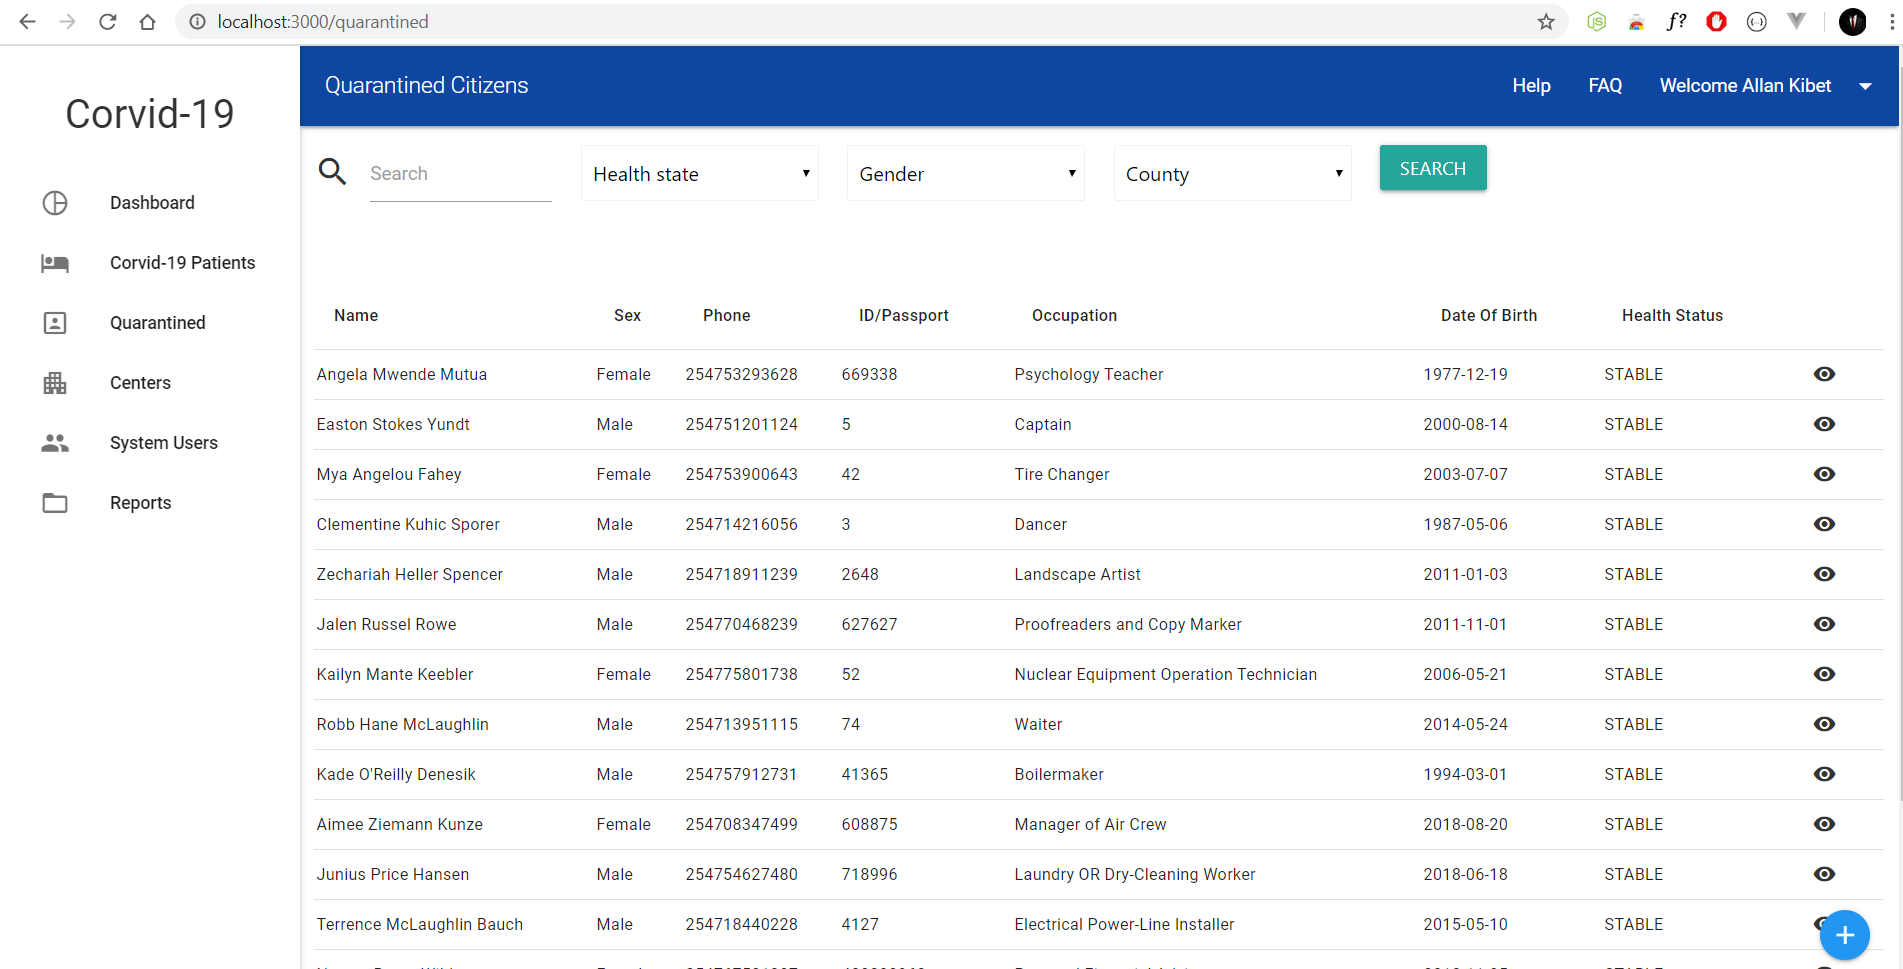 localhost:3000/quarantined
Corvid-19
Dashboard
Corvid-19 Patients
Quarantined
Centers
System Users
Reports
Quarantined Citizens Help FAQ Welcome Allan Kibet
Search Health state Gender County SEARCH
Name Sex Phone ID/Passport Occupation Date Of Birth Health Status
Angela Mwende Mutua Female 254753293628 669338 Psychology Teacher 1977-12-19 STABLE
Easton Stokes Yundt Male 254751201124 5 Captain 2000-08-14 STABLE
Mya Angelou Fahey Female 254753900643 42 Tire Changer 2003-07-07 STABLE
Clementine Kuhic Sporer Male 254714216056 3 Dancer 1987-05-06 STABLE
Zechariah Heller Spencer Male 254718911239 2648 Landscape Artist 2011-01-03 STABLE
Jalen Russel Rowe Male 254770468239 627627 Proofreaders and Copy Marker 2011-11-01 STABLE
Kailyn Mante Keebler Female 254775801738 52 Nuclear Equipment Operation Technician 2006-05-21 STABLE
Robb Hane McLaughlin Male 254713951115 74 Waiter 2014-05-24 STABLE
Kade O'Reilly Denesik Male 254757912731 41365 Boilermaker 1994-03-01 STABLE
Aimee Ziemann Kunze Female 254708347499 608875 Manager of Air Crew 2018-08-20 STABLE
Junius Price Hansen Male 254754627480 718996 Laundry OR Dry-Cleaning Worker 2018-06-18 STABLE
Terrence McLaughlin Bauch Male 254718440228 4127 Electrical Power-Line Installer 2015-05-10 STABLE